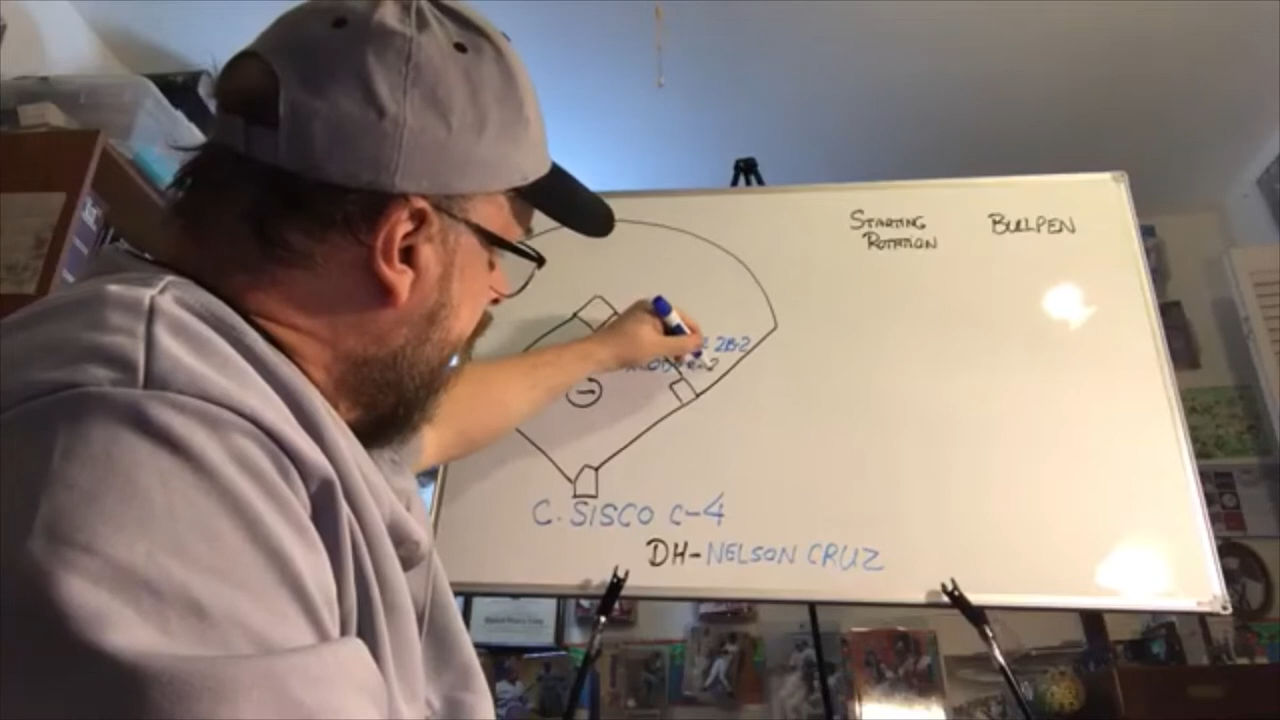 STARTING
ROTATION
BULLPEN
2B-2
C. SISCO C-4
DH-NELSON CRUZ